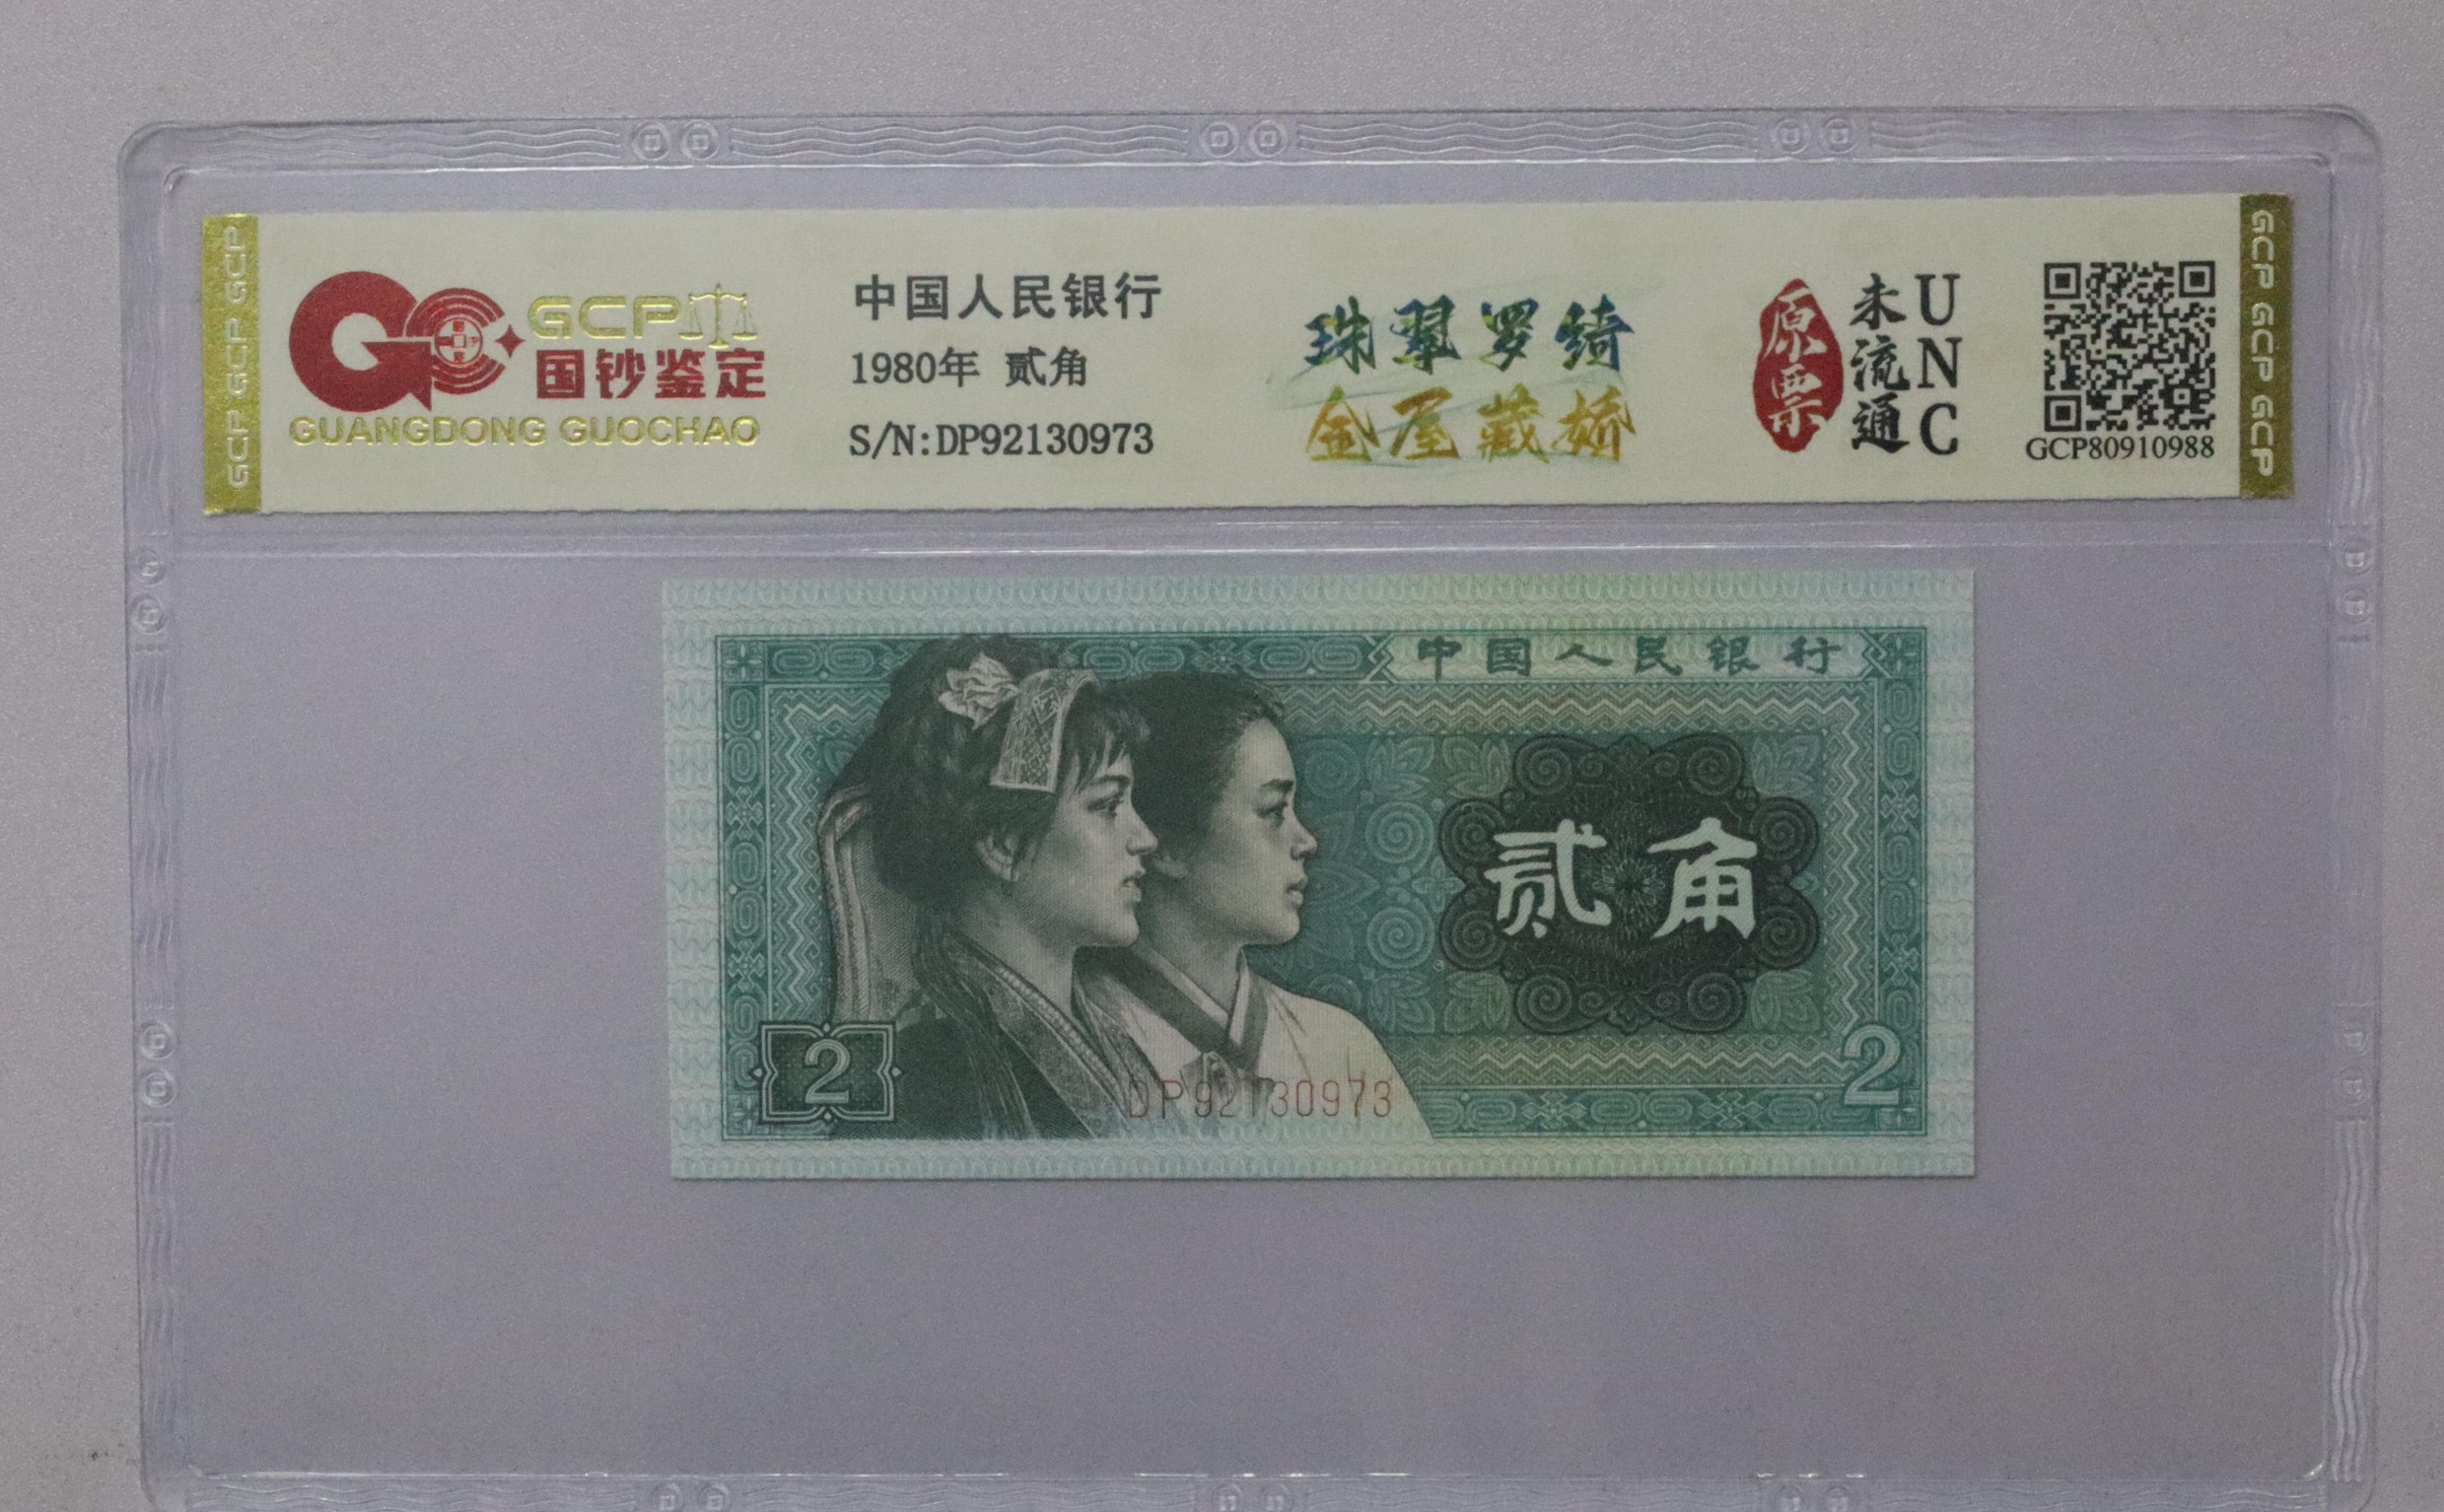 GCP GCP GCP
GCP
国钞鉴定
GUANGDONG GUOCHAO
中国人民银行
1980年 贰角
S/N:DP92130973
珠翠罗绮
金屋藏娇
原票
未流通
UNC
GCP80910988
GCP GCP GCP
中国人民银行
贰角
2
2
DP92130973